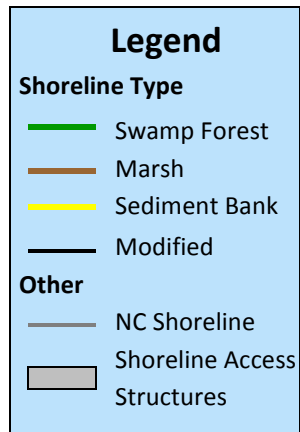 Legend
Shoreline Type
Swamp Forest
Marsh
Sediment Bank
Modified
Other
NC Shoreline
Shoreline Access
Structures